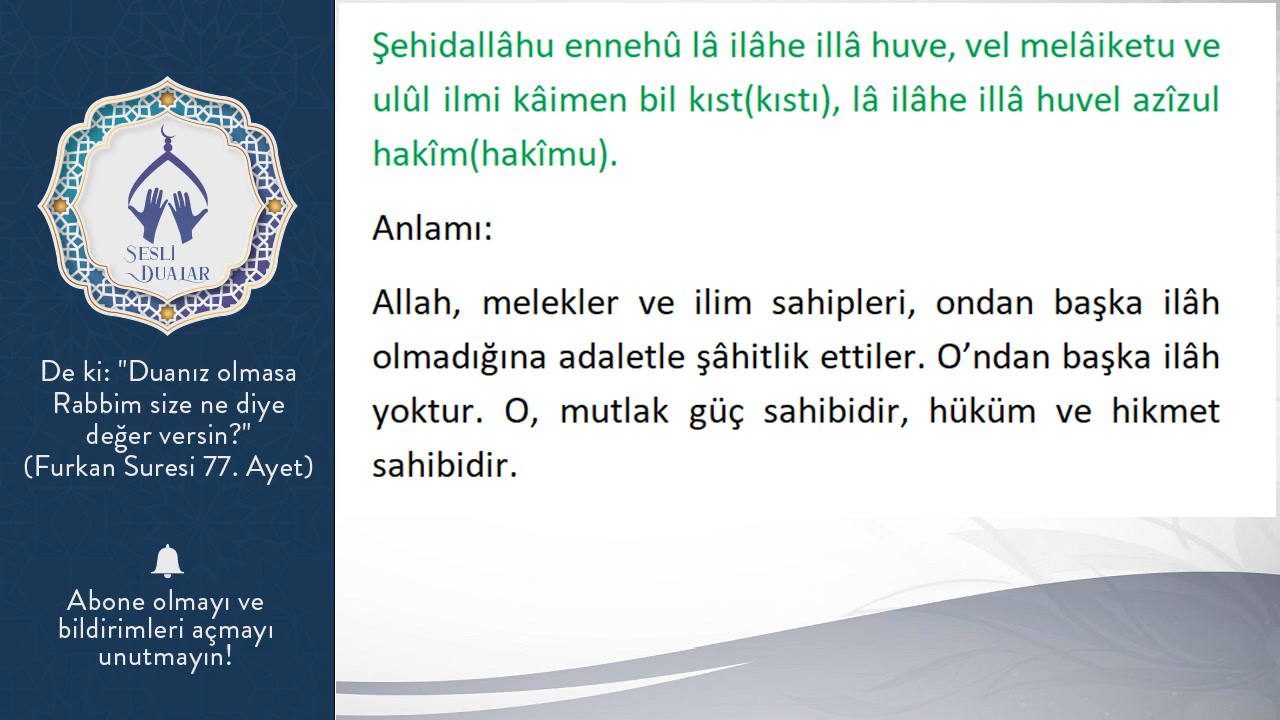 SESLİ
DUALAR
De ki: "Duanız olmasa
Rabbim size ne diye
değer versin?"
(Furkan Suresi 77. Ayet)
Abone olmayı ve
bildirimleri açmayı
unutmayın!
Şehidallâhu ennehû lâ ilâhe illâ huve, vel melâiketu ve
ulûl ilmi kâimen bil kıst(kıstı), lâ ilâhe illâ huvel azîzul
hakîm(hakîmu).
Anlamı:
Allah, melekler ve ilim sahipleri, ondan başka ilâh
olmadığına adaletle şâhitlik ettiler. O’ndan başka ilâh
yoktur. O, mutlak güç sahibidir, hüküm ve hikmet
sahibidir.